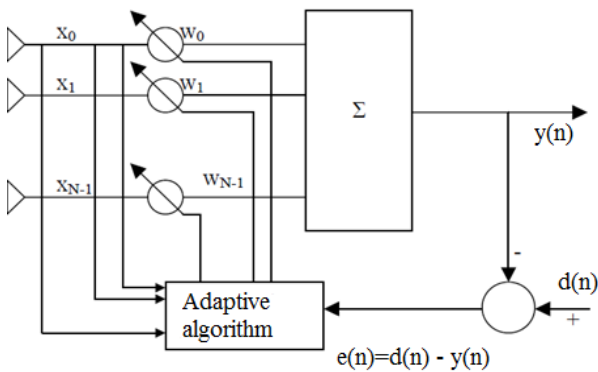 X0
W0
X1
W1
Σ
y(n)
XN-1
WN-1
-
d(n)
+
Adaptive
algorithm
e(n)=d(n) - y(n)